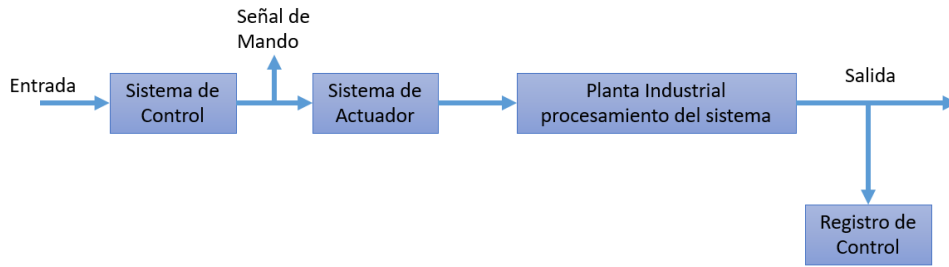 Señal de
Mando
Entrada
Sistema de
Control
Sistema de
Actuador
Planta Industrial
procesamiento del sistema
Salida
Registro de
Control